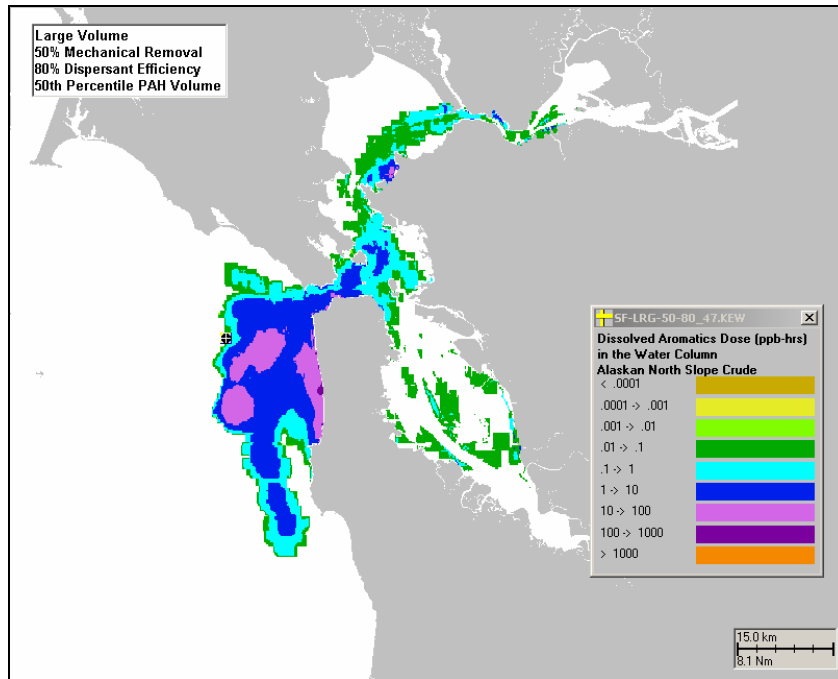 Large Volume
50% Mechanical Removal
80% Dispersant Efficiency
50th Percentile PAH Volume
SF-LRG-50-80_47.KEW
Dissolved Aromatics Dose (ppb-hrs)
in the Water Column
Alaskan North Slope Crude
< .0001
.0001 -> .001
.001 -> .01
.01 -> .1
.1 -> 1
1 -> 10
10 -> 100
100 -> 1000
> 1000
15.0 km
8.1 Nm